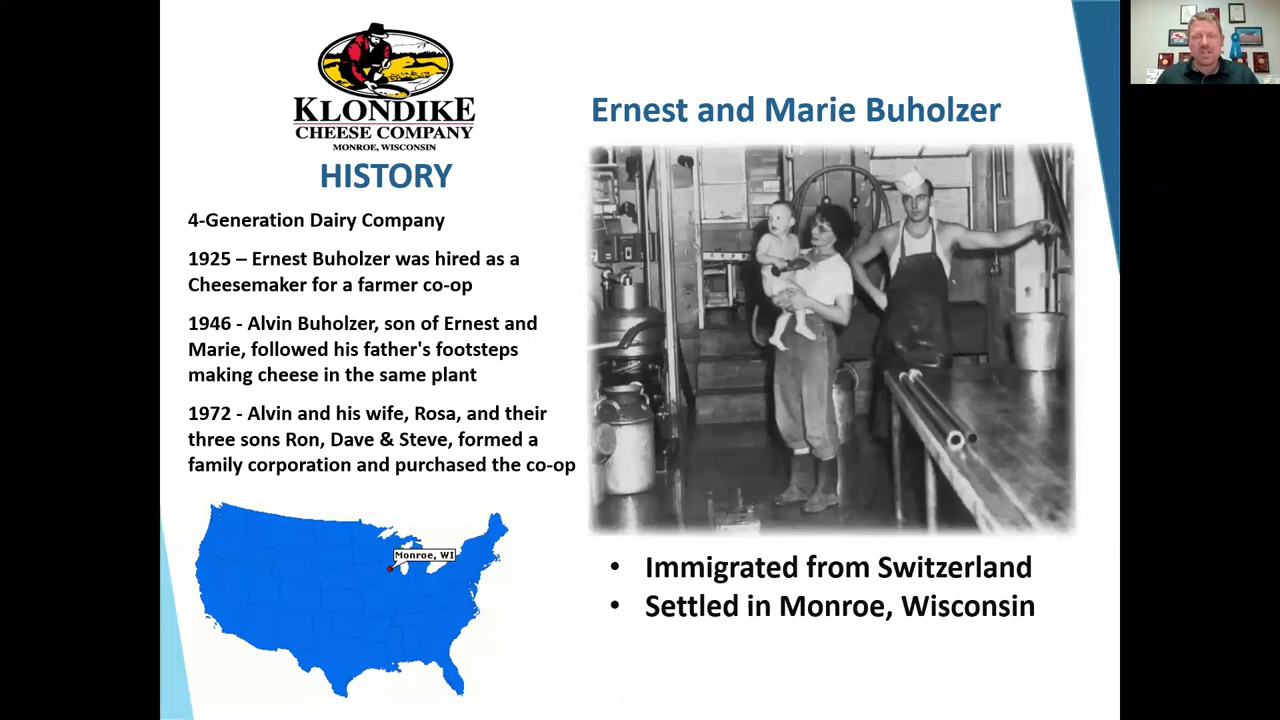 KLONDIKE
CHEESE COMPANY
MONROE, WISCONSIN
HISTORY
4-Generation Dairy Company
1925 – Ernest Buholzer was hired as a
Cheesemaker for a farmer co-op
1946 - Alvin Buholzer, son of Ernest and
Marie, followed his father's footsteps
making cheese in the same plant
1972 - Alvin and his wife, Rosa, and their
three sons Ron, Dave & Steve, formed a
family corporation and purchased the co-op
Monroe, WI
Ernest and Marie Buholzer
• Immigrated from Switzerland
• Settled in Monroe, Wisconsin